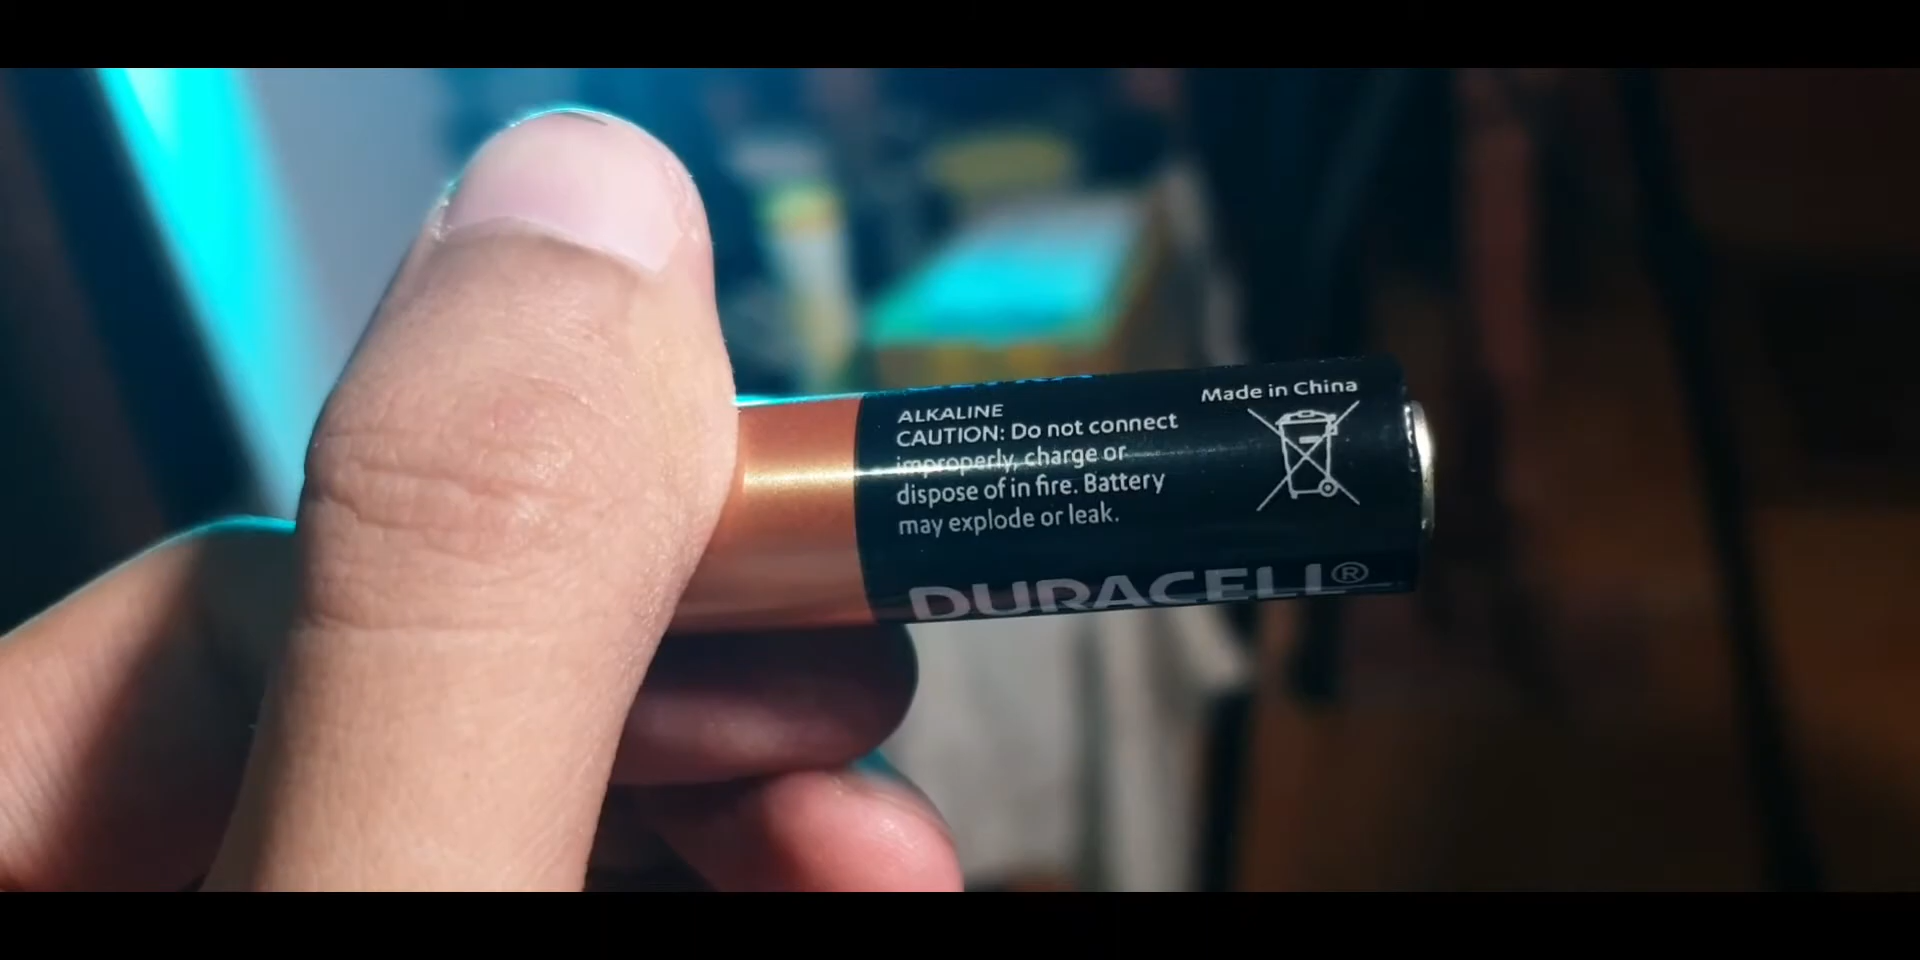 Made in China
ALKALINE
CAUTION: Do not connect
improperly, charge or
dispose of in fire. Battery
may explode or leak.
DURACELL®